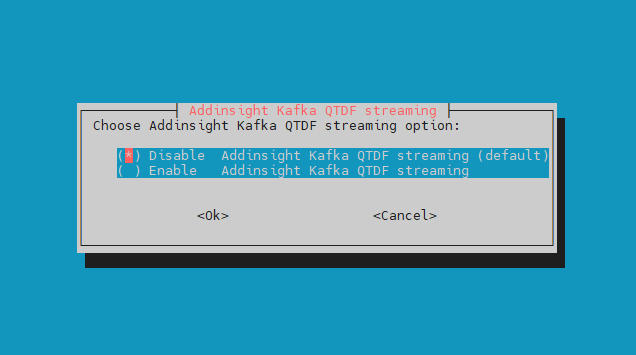 Addinsight Kafka QTDF streaming
Choose Addinsight Kafka QTDF streaming option:
(*) Disable  Addinsight Kafka QTDF streaming (default)
( ) Enable   Addinsight Kafka QTDF streaming
<Ok> <Cancel>